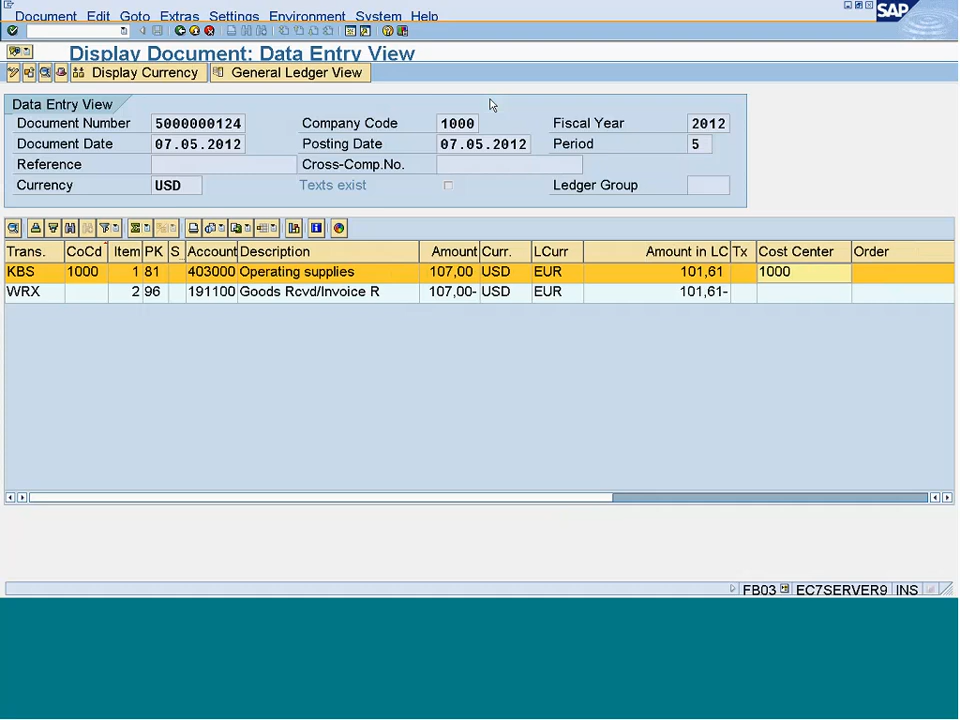 Document Edit Goto Extras Settings Environment System Help
SAP
Display Document: Data Entry View
Display Currency General Ledger View
Data Entry View
Document Number 5000000124 Company Code 1000 Fiscal Year 2012
Document Date 07.05.2012 Posting Date 07.05.2012 Period 5
Reference Cross-Comp.No.
Currency USD Texts exist Ledger Group
Trans. CoCd Item PK S Account Description Amount Curr. LCurr Amount in LC Tx Cost Center Order
KBS 1000 1 81 403000 Operating supplies 107,00 USD EUR 101,61 1000
WRX 2 96 191100 Goods Rcvd/Invoice R 107,00- USD EUR 101,61-
FB03 EC7SERVER9 INS